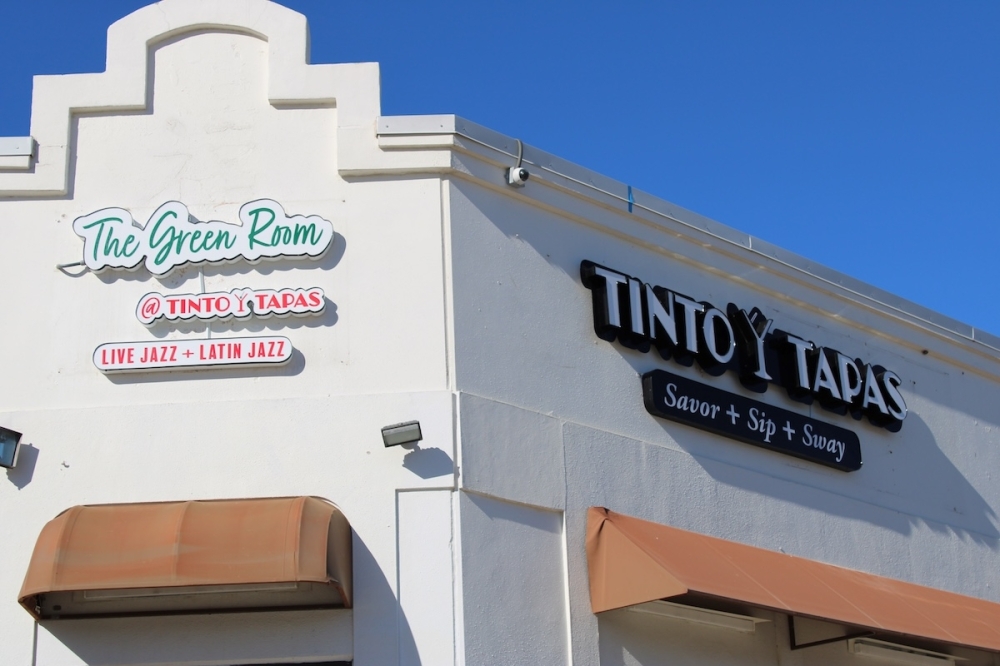 The Green Room
@ TINTO Y TAPAS
LIVE JAZZ + LATIN JAZZ
TINTO Y TAPAS
Savor + Sip + Sway